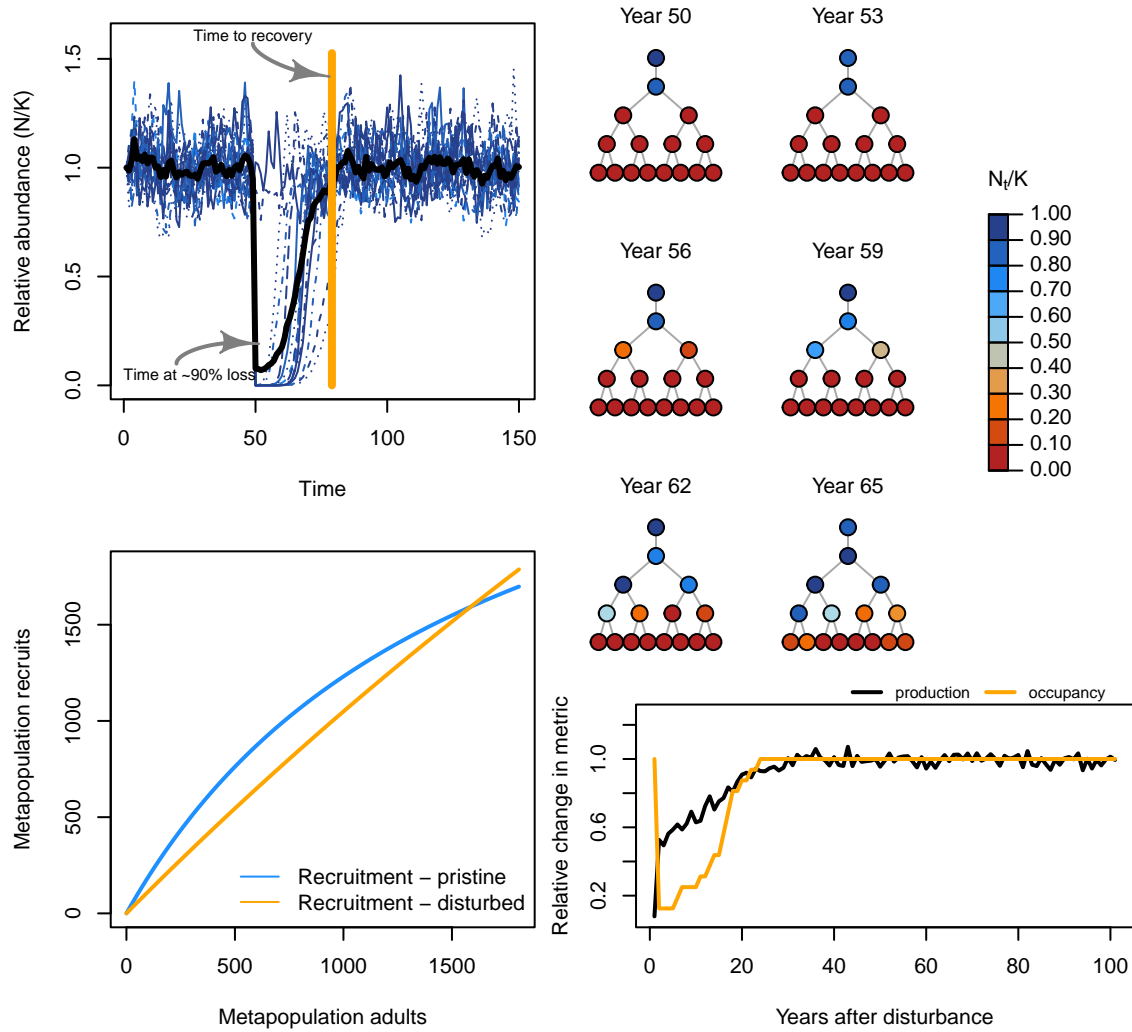 Time to recovery
Time at ~90% loss
Relative abundance (N/K)
0.0
0.5
1.0
1.5
0
50
100
150
Time
Year 50
Year 53
Year 56
Year 59
Year 62
Year 65
Nt/K
1.00
0.90
0.80
0.70
0.60
0.50
0.40
0.30
0.20
0.10
0.00
Metapopulation recruits
0
500
1000
1500
Recruitment − pristine
Recruitment − disturbed
0
500
1000
1500
Metapopulation adults
production
occupancy
Relative change in metric
0.2
0.6
1.0
0
20
40
60
80
100
Years after disturbance